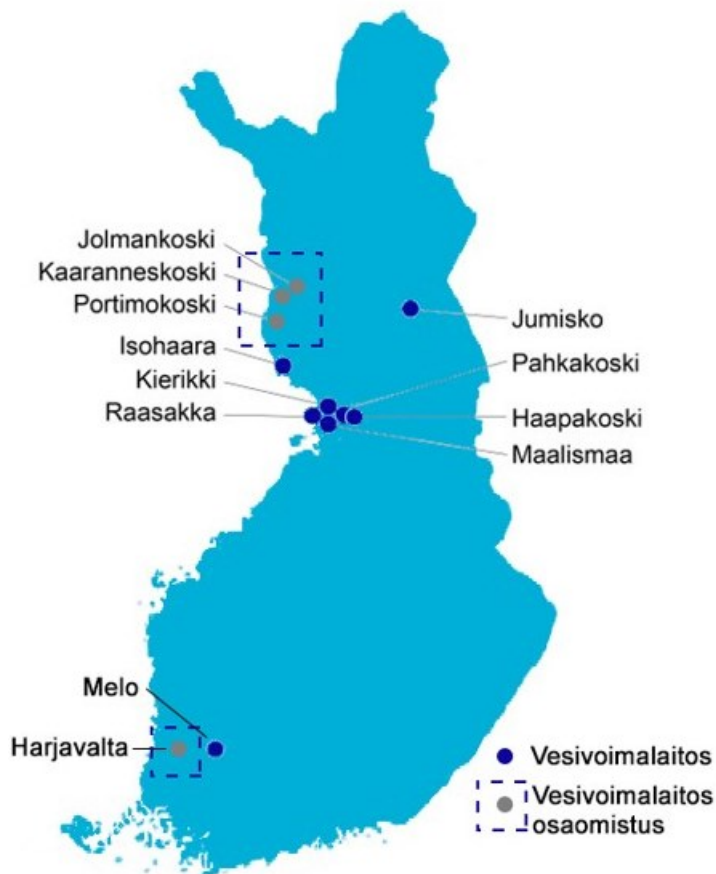 Jolmankoski
Kaaranneskoski
Portimokoski
Isohaara
Kierikki
Raasakka
Jumisko
Pahkakoski
Haapakoski
Maalismaa
Melo
Harjavalta
Vesivoimalaitos
Vesivoimalaitos
osaomistus